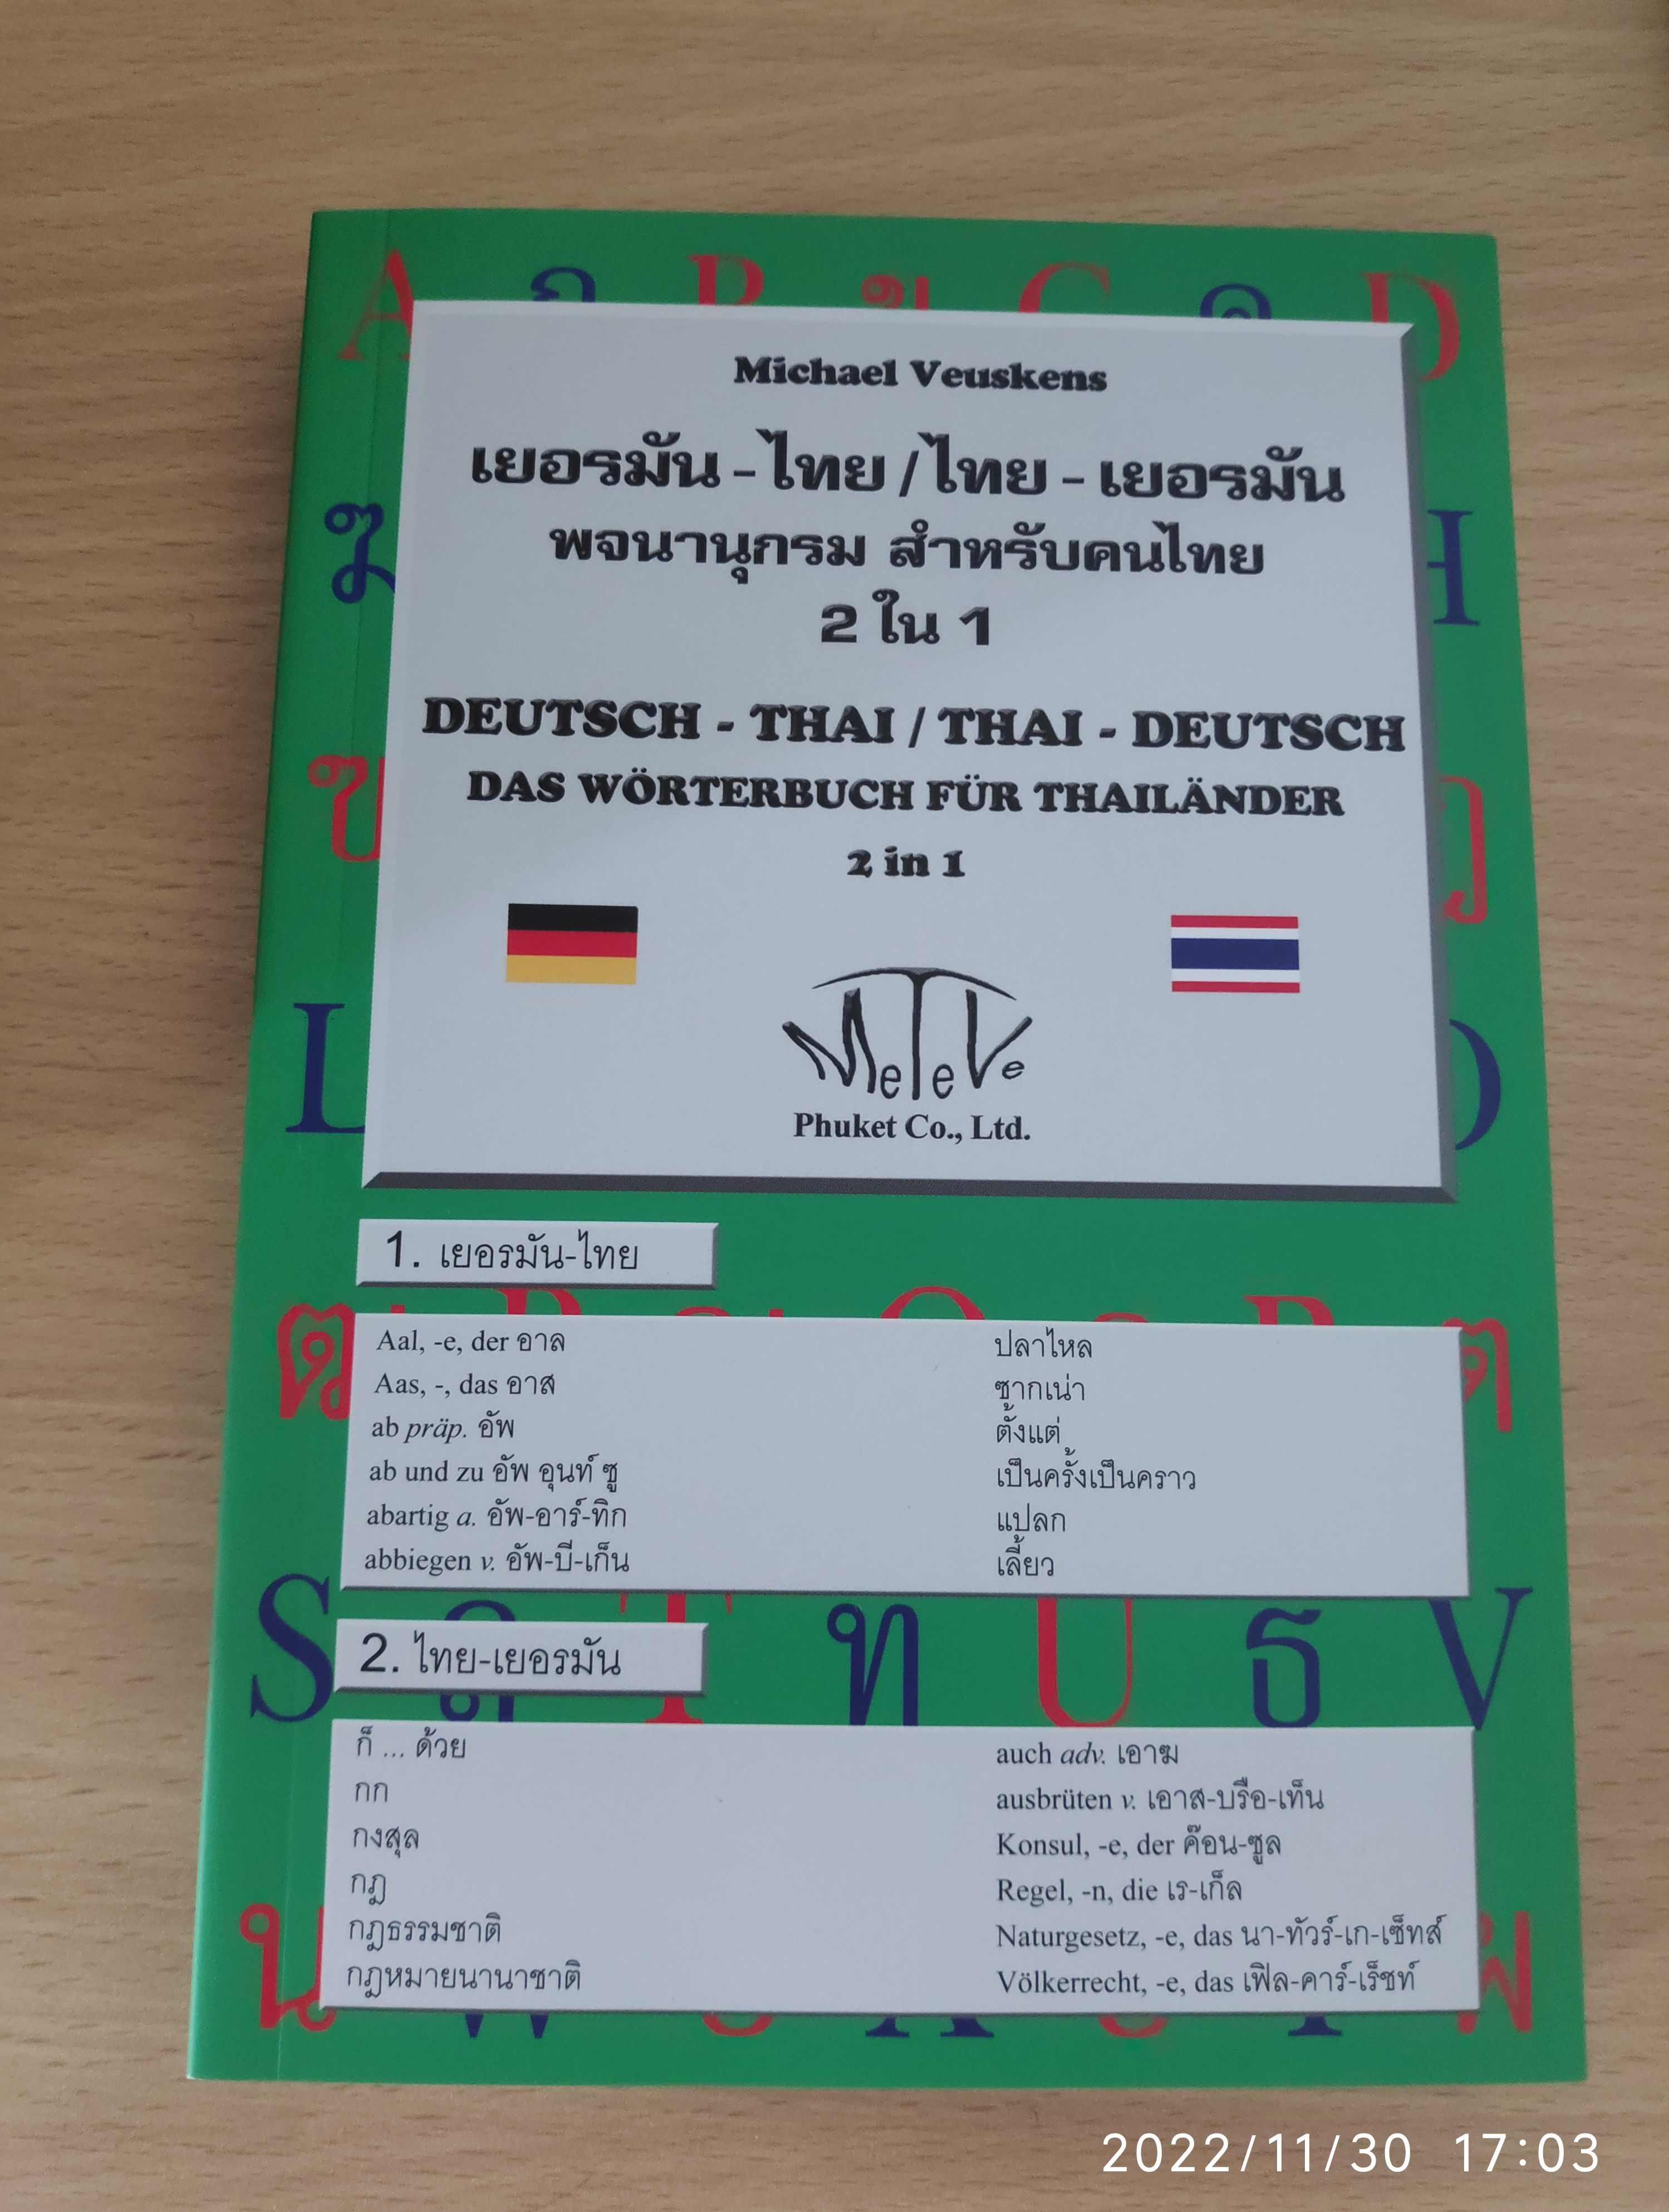 Michael Veuskens
เยอรมัน - ไทย / ไทย - เยอรมัน
พจนานุกรม สำหรับคนไทย
2 ใน 1
DEUTSCH - THAI / THAI - DEUTSCH
DAS WÖRTERBUCH FÜR THAILÄNDER
2 in 1
MeTeVe
Phuket Co., Ltd.
1. เยอรมัน-ไทย
Aal, -e, der อาล ปลาไหล
Aas, -, das อาส ซากเน่า
ab präp. อัพ ตั้งแต่
ab und zu อัพ อุนท์ ซู เป็นครั้งเป็นคราว
abartig a. อัพ-อาร์-ทิก แปลก
abbiegen v. อัพ-บี-เก็น เลี้ยว
2. ไทย-เยอรมัน
ก็ ... ด้วย auch adv. เอาฆ
กก ausbrüten v. เอาส-บรือ-เท็น
กงสุล Konsul, -e, der ค๊อน-ซูล
กฎ Regel, -n, die เร-เก็ล
กฎธรรมชาติ Naturgesetz, -e, das นา-ทัวร์-เก-เซ็ทส์
กฎหมายนานาชาติ Völkerrecht, -e, das เฟิล-คาร์-เร็ชท์
2022/11/30 17:03